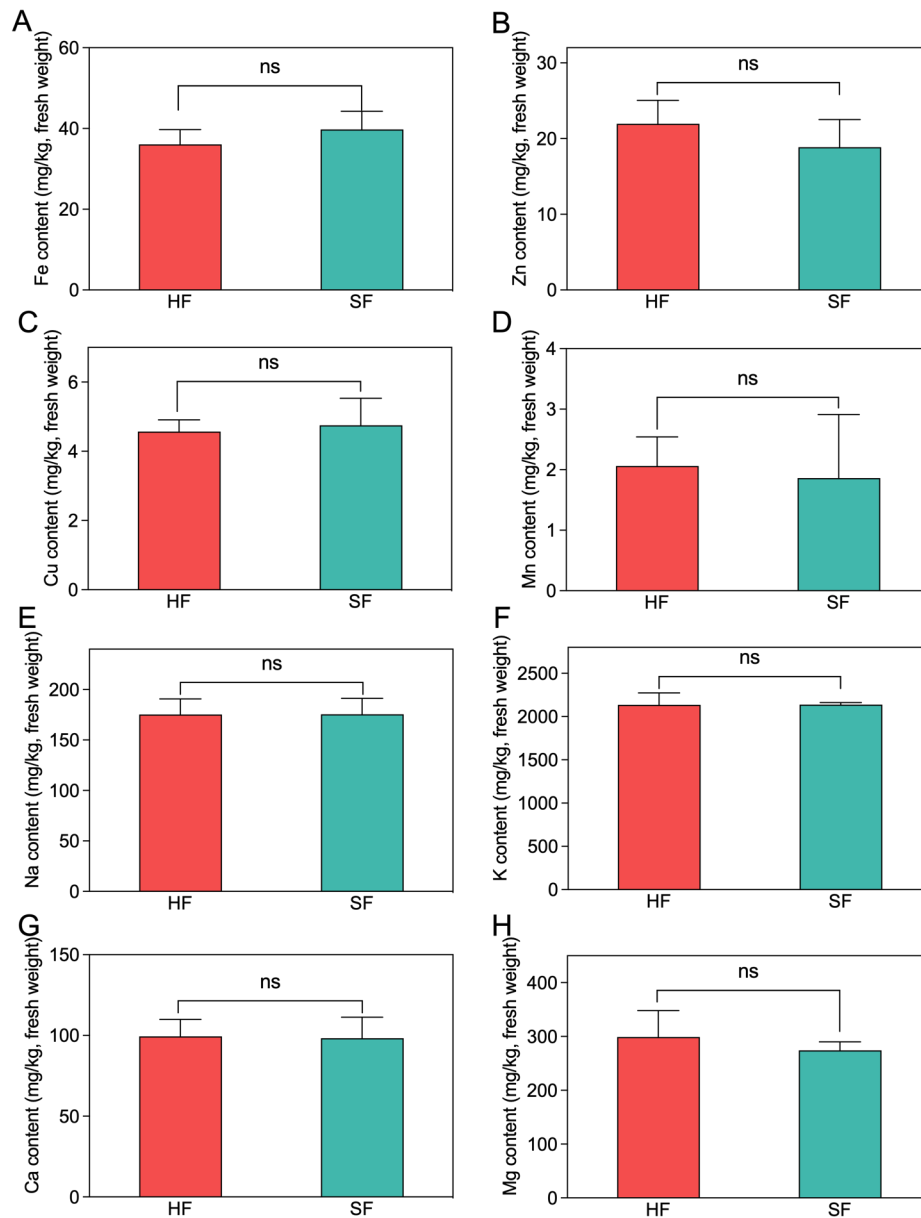 A
Fe content (mg/kg, fresh weight)
60
40
20
0
ns
HF SF
B
Zn content (mg/kg, fresh weight)
30
20
10
0
ns
HF SF
C
Cu content (mg/kg, fresh weight)
6
4
2
0
ns
HF SF
D
Mn content (mg/kg, fresh weight)
4
3
2
1
0
ns
HF SF
E
Na content (mg/kg, fresh weight)
200
150
100
50
0
ns
HF SF
F
K content (mg/kg, fresh weight)
2500
2000
1500
1000
500
0
ns
HF SF
G
Ca content (mg/kg, fresh weight)
150
100
50
0
ns
HF SF
H
Mg content (mg/kg, fresh weight)
400
300
200
100
0
ns
HF SF